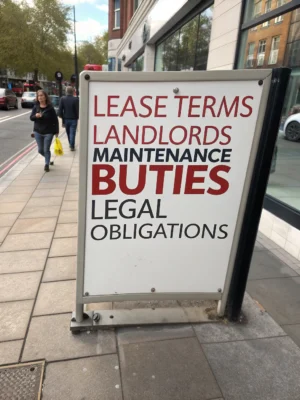 LEASE TERMS
LANDLORDS
MAINTENANCE
BUTIES
LEGAL
OBLIGATIONS